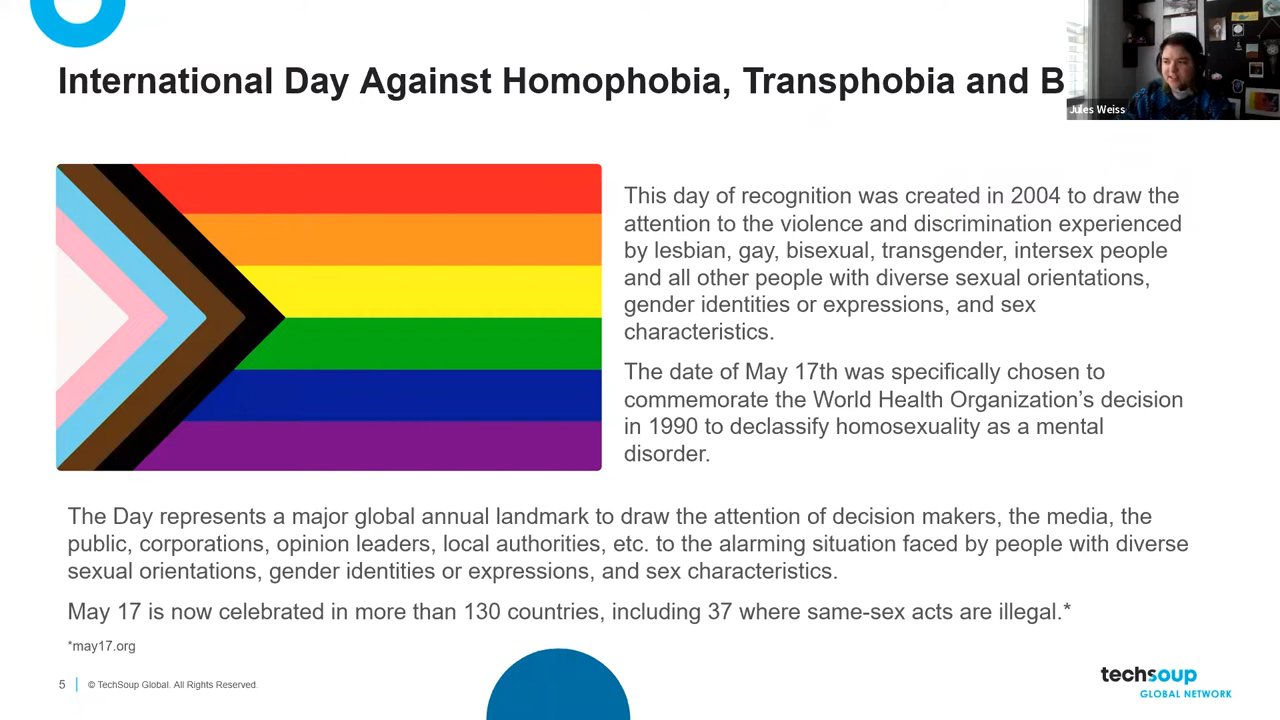 International Day Against Homophobia, Transphobia and B
Jules Weiss
This day of recognition was created in 2004 to draw the
attention to the violence and discrimination experienced
by lesbian, gay, bisexual, transgender, intersex people
and all other people with diverse sexual orientations,
gender identities or expressions, and sex
characteristics.
The date of May 17th was specifically chosen to
commemorate the World Health Organization’s decision
in 1990 to declassify homosexuality as a mental
disorder.
The Day represents a major global annual landmark to draw the attention of decision makers, the media, the
public, corporations, opinion leaders, local authorities, etc. to the alarming situation faced by people with diverse
sexual orientations, gender identities or expressions, and sex characteristics.
May 17 is now celebrated in more than 130 countries, including 37 where same-sex acts are illegal.*
*may17.org
5 | © TechSoup Global. All Rights Reserved.
techsoup
GLOBAL NETWORK